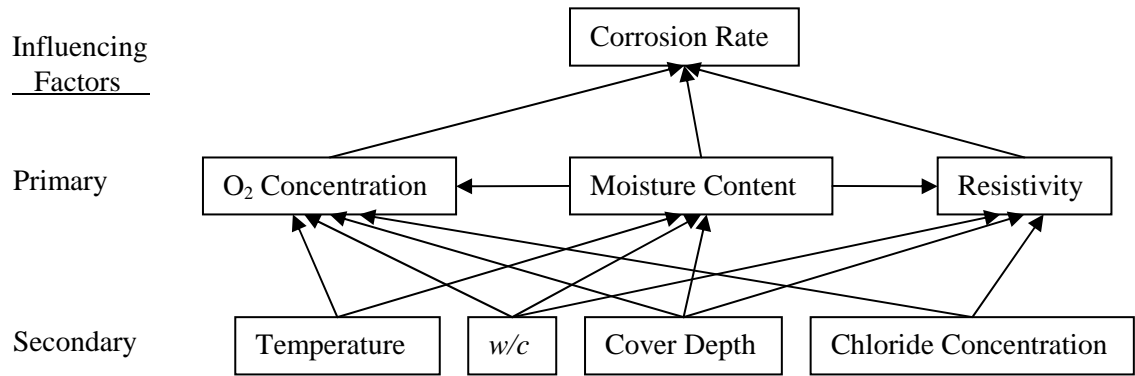 Influencing
Factors
Corrosion Rate
Primary
O₂ Concentration
Moisture Content
Resistivity
Secondary
Temperature
w/c
Cover Depth
Chloride Concentration